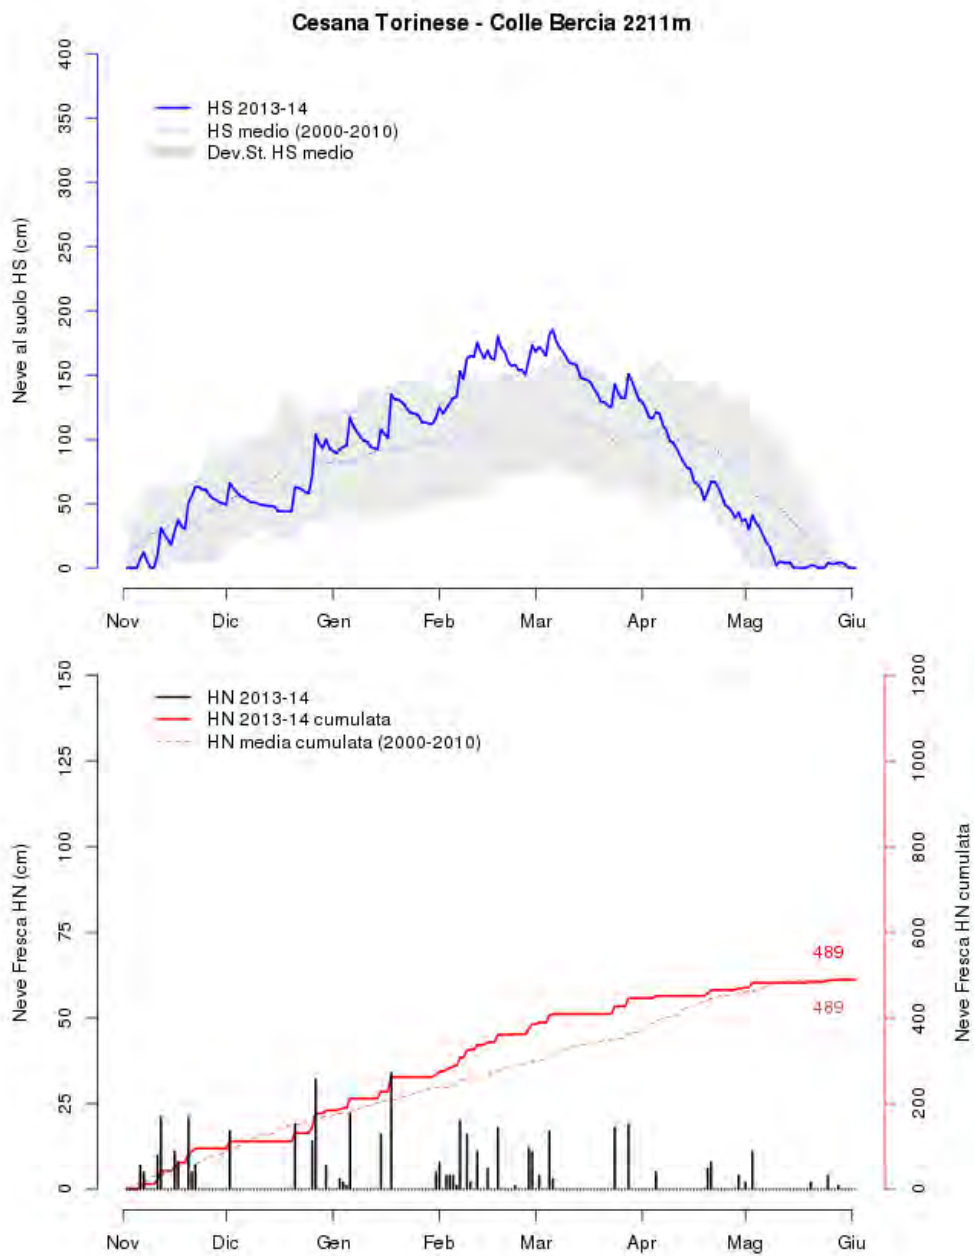 Cesana Torinese - Colle Bercia 2211m
400
350
300
250
200
150
100
50
0
Neve al suolo HS (cm)
HS 2013-14
HS medio (2000-2010)
Dev.St. HS medio
Nov Dic Gen Feb Mar Apr Mag Giu
150
125
100
75
50
25
0
Neve Fresca HN (cm)
HN 2013-14
HN 2013-14 cumulata
HN media cumulata (2000-2010)
489
489
1200
1000
800
600
400
200
0
Neve Fresca HN cumulata
Nov Dic Gen Feb Mar Apr Mag Giu